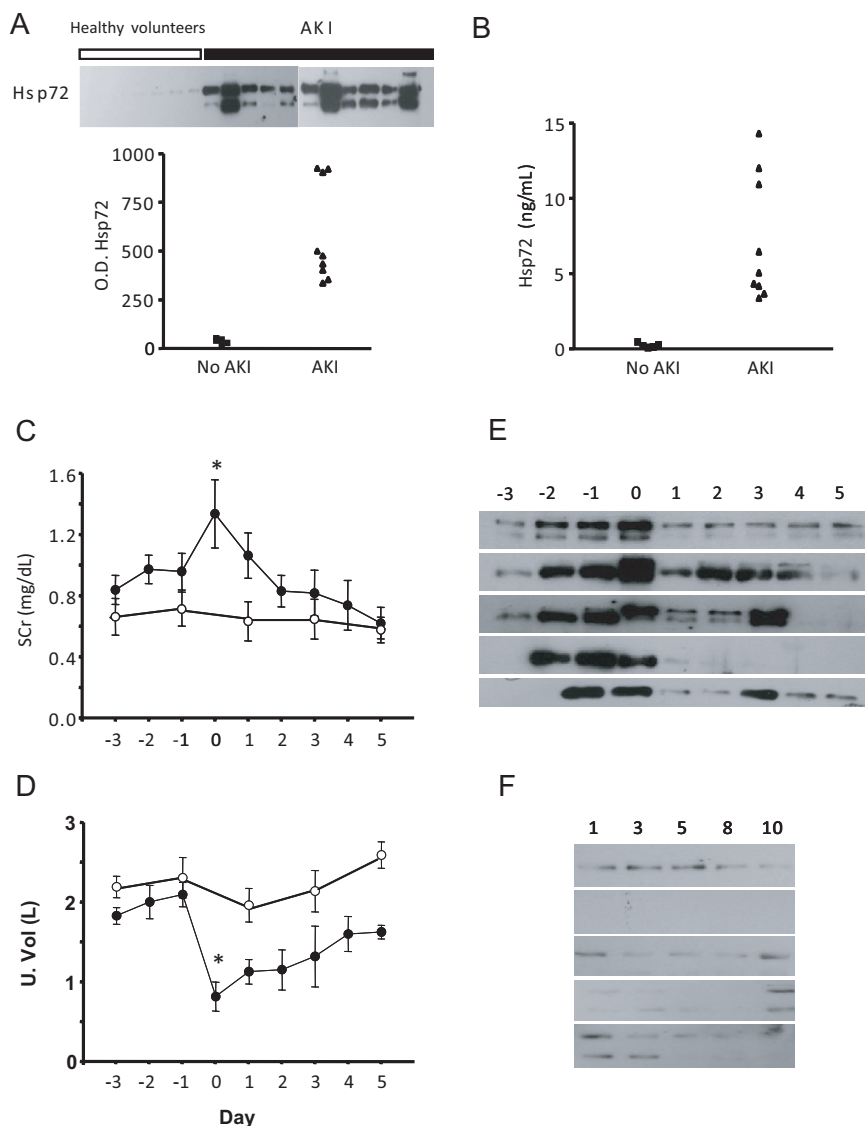 A
Healthy volunteers
AKI
Hsp72
1000
750
500
250
0
O.D. Hsp72
No AKI
AKI
B
15
10
5
0
Hsp72 (ng/mL)
No AKI
AKI
C
*
1.6
1.2
0.8
0.4
0.0
SCr (mg/dL)
-3 -2 -1 0 1 2 3 4 5
D
3
2
1
0
U. Vol (L)
*
-3 -2 -1 0 1 2 3 4 5
Day
E
-3 -2 -1 0 1 2 3 4 5
F
1 3 5 8 10